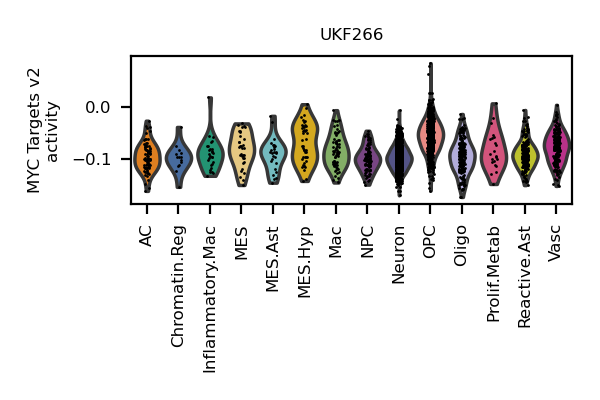 UKF266
MYC Targets v2
activity
0.0
−0.1
AC
Chromatin.Reg
Inflammatory.Mac
MES
MES.Ast
MES.Hyp
Mac
NPC
Neuron
OPC
Oligo
Prolif.Metab
Reactive.Ast
Vasc